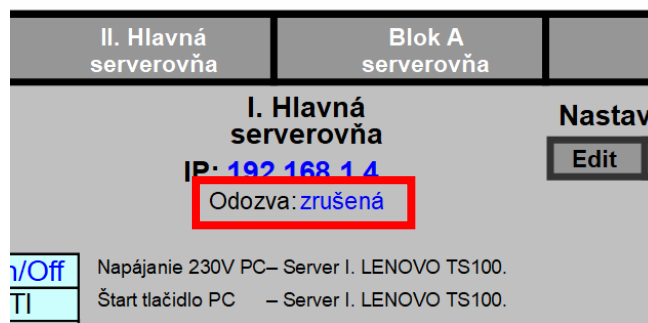 II. Hlavná serverovňa
Blok A serverovňa
I. Hlavná
serverovňa
Nastav
IP: 192.168.1.4
Edit
Odozva: zrušená
n/Off
Napájanie 230V PC– Server I. LENOVO TS100.
TI
Štart tlačidlo PC – Server I. LENOVO TS100.